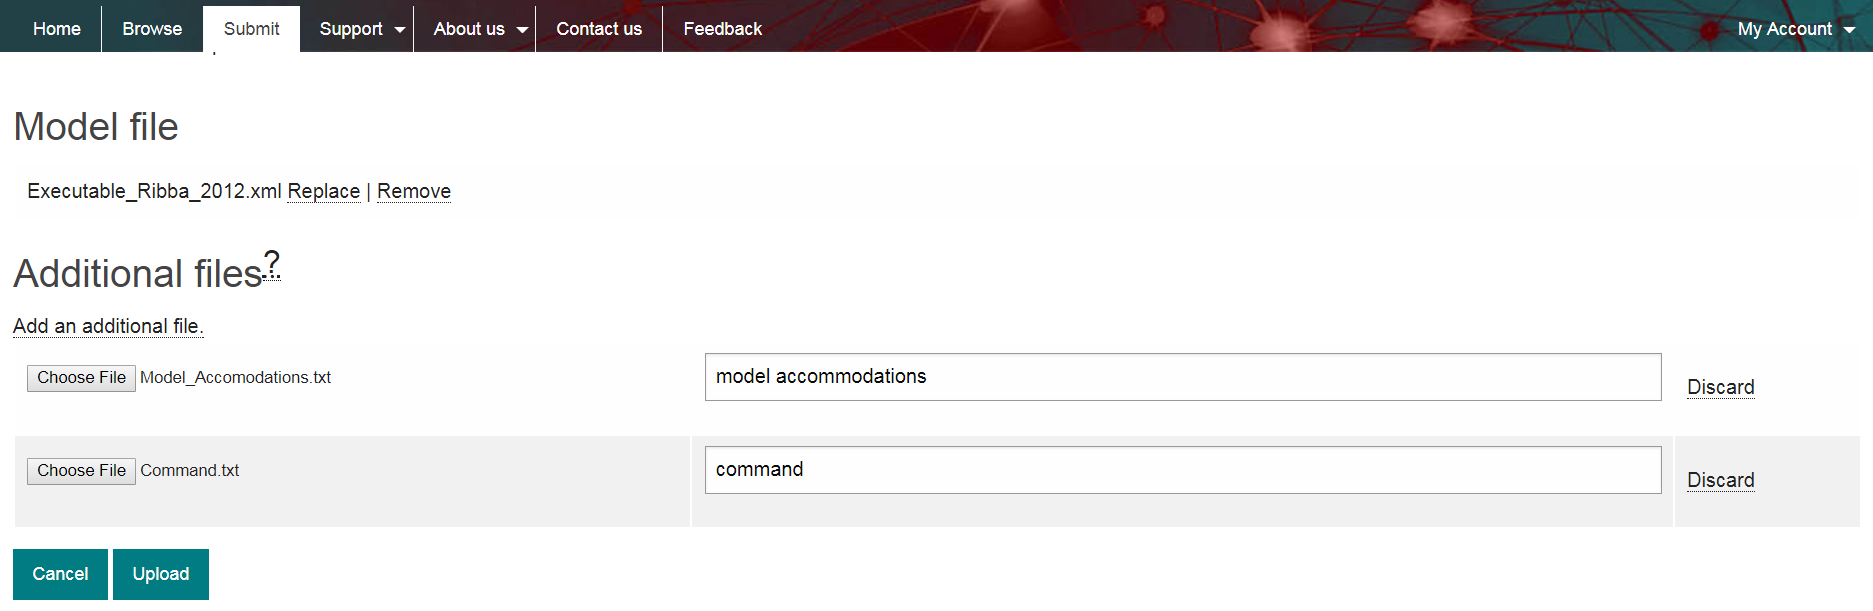 Home Browse Submit Support About us Contact us Feedback My Account
Model file
Executable_Ribba_2012.xml Replace | Remove
Additional files?
Add an additional file.
Choose File Model_Accomodations.txt model accommodations Discard
Choose File Command.txt command Discard
Cancel Upload